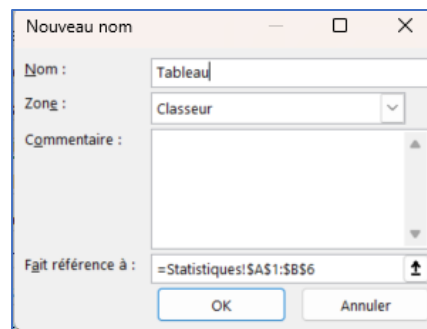 Nouveau nom
Nom : Tableau
Zone : Classeur
Commentaire :
Fait référence à : =Statistiques!$A$1:$B$6
OK Annuler